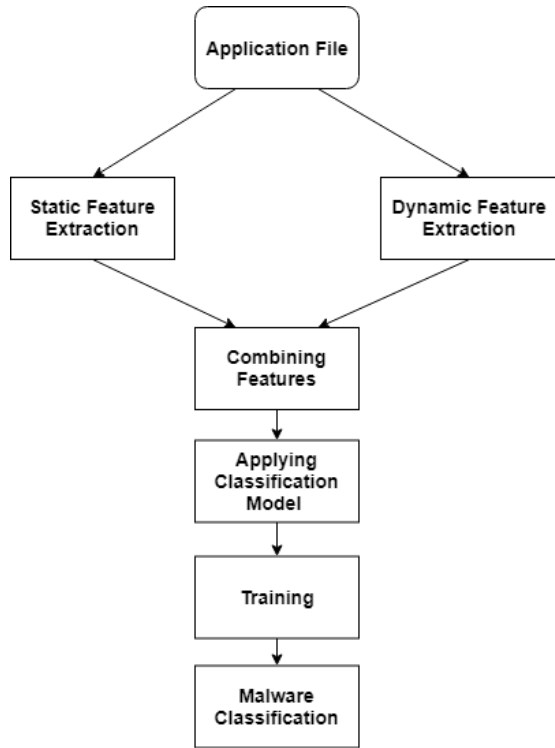 Application File
Static Feature
Extraction
Dynamic Feature
Extraction
Combining
Features
Applying
Classification
Model
Training
Malware
Classification